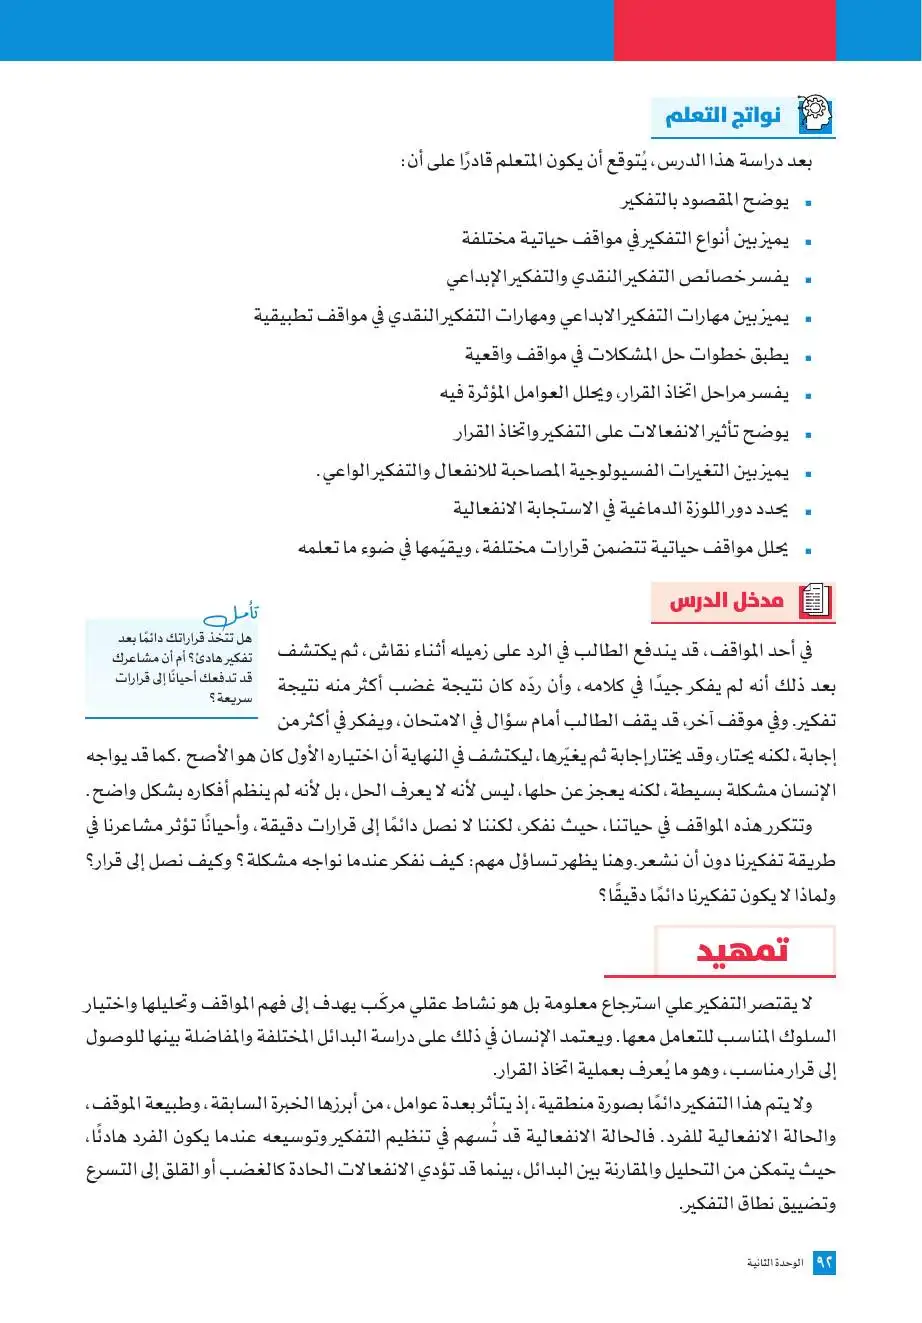 نواتج التعلم
بعد دراسة هذا الدرس، يُتوقع أن يكون المتعلم قادرًا على أن:
▪ يوضح المقصود بالتفكير
▪ يميز بين أنواع التفكير في مواقف حياتية مختلفة
▪ يفسر خصائص التفكير النقدي والتفكير الإبداعي
▪ يميز بين مهارات التفكير الابداعي ومهارات التفكير النقدي في مواقف تطبيقية
▪ يطبق خطوات حل المشكلات في مواقف واقعية
▪ يفسر مراحل اتخاذ القرار، ويحلل العوامل المؤثرة فيه
▪ يوضح تأثير الانفعالات على التفكير واتخاذ القرار
▪ يميز بين التغيرات الفسيولوجية المصاحبة للانفعال والتفكير الواعي.
▪ يحدد دور اللوزة الدماغية في الاستجابة الانفعالية
▪ يحلل مواقف حياتية تتضمن قرارات مختلفة، ويقيّمها في ضوء ما تعلمه
مدخل الدرس
في أحد المواقف، قد يندفع الطالب في الرد على زميله أثناء نقاش، ثم يكتشف
بعد ذلك أنه لم يفكر جيدًا في كلامه، وأن ردّه كان نتيجة غضب أكثر منه نتيجة
تفكير. وفي موقف آخر، قد يقف الطالب أمام سؤال في الامتحان، ويفكر في أكثر من
إجابة، لكنه يحتار، وقد يختار إجابة ثم يغيّرها، ليكتشف في النهاية أن اختياره الأول كان هو الأصح .كما قد يواجه
الإنسان مشكلة بسيطة، لكنه يعجز عن حلها، ليس لأنه لا يعرف الحل، بل لأنه لم ينظم أفكاره بشكل واضح.
وتتكرر هذه المواقف في حياتنا، حيث نفكر، لكننا لا نصل دائمًا إلى قرارات دقيقة، وأحيانًا تؤثر مشاعرنا في
طريقة تفكيرنا دون أن نشعر.وهنا يظهر تساؤل مهم: كيف نفكر عندما نواجه مشكلة؟ وكيف نصل إلى قرار؟
ولماذا لا يكون تفكيرنا دائمًا دقيقًا؟
تأمل
هل تتخذ قراراتك دائمًا بعد
تفكير هادئ؟ أم أن مشاعرك
قد تدفعك أحيانًا إلى قرارات
سريعة؟
تمهيد
لا يقتصر التفكير علي استرجاع معلومة بل هو نشاط عقلي مركّب يهدف إلى فهم المواقف وتحليلها واختيار
السلوك المناسب للتعامل معها. ويعتمد الإنسان في ذلك على دراسة البدائل المختلفة والمفاضلة بينها للوصول
إلى قرار مناسب، وهو ما يُعرف بعملية اتخاذ القرار.
ولا يتم هذا التفكير دائمًا بصورة منطقية، إذ يتأثر بعدة عوامل، من أبرزها الخبرة السابقة، وطبيعة الموقف،
والحالة الانفعالية للفرد. فالحالة الانفعالية قد تُسهم في تنظيم التفكير وتوسيعه عندما يكون الفرد هادئًا،
حيث يتمكن من التحليل والمقارنة بين البدائل، بينما قد تؤدي الانفعالات الحادة كالغضب أو القلق إلى التسرع
وتضييق نطاق التفكير.
٩٢ الوحدة الثانية